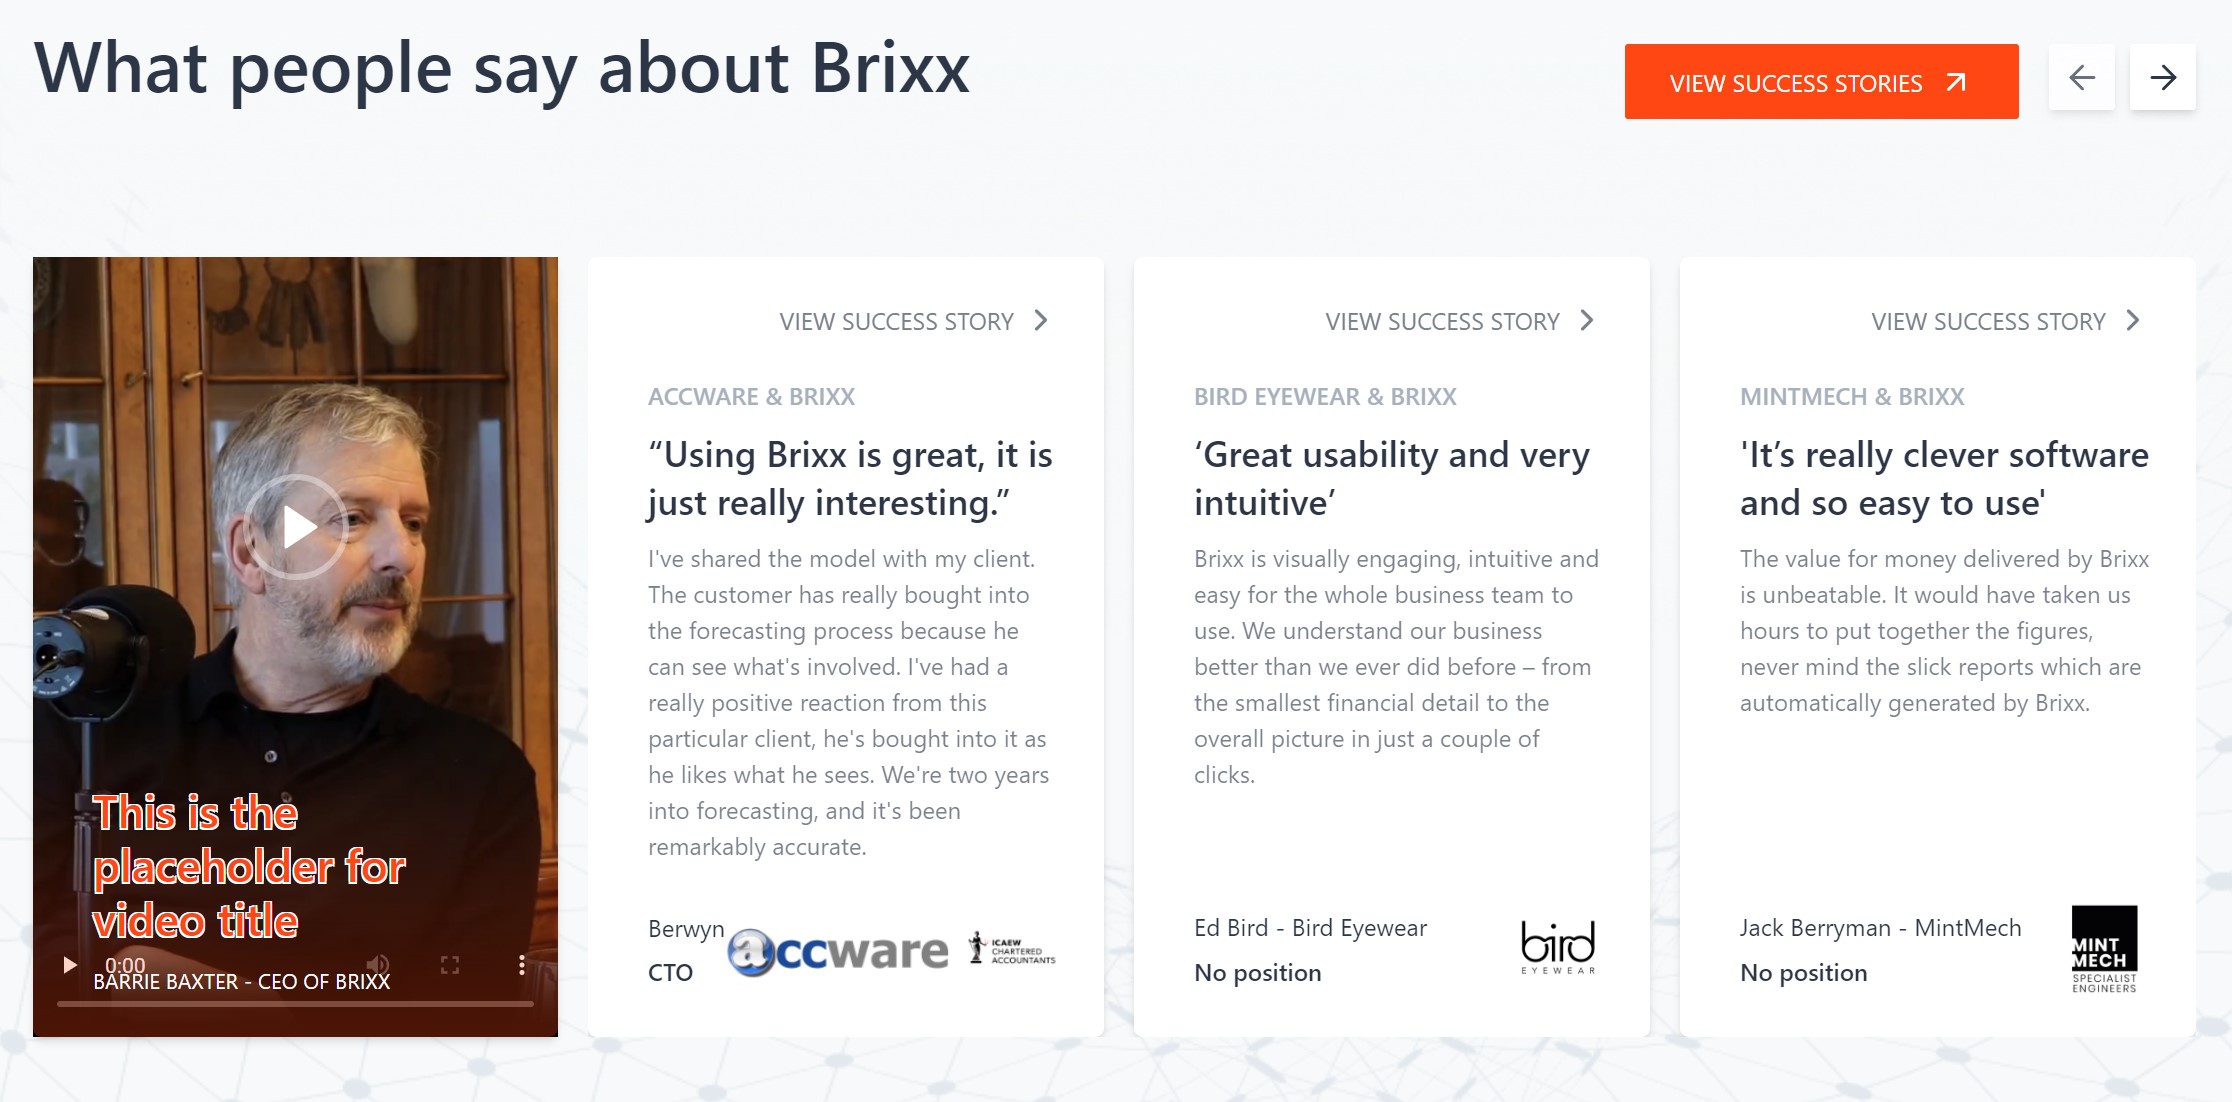 What people say about Brixx
VIEW SUCCESS STORIES
This is the
placeholder for
video title
0:00
BARRIE BAXTER - CEO OF BRIXX
VIEW SUCCESS STORY
ACCWARE & BRIXX
“Using Brixx is great, it is
just really interesting.”
I've shared the model with my client.
The customer has really bought into
the forecasting process because he
can see what's involved. I've had a
really positive reaction from this
particular client, he's bought into it as
he likes what he sees. We're two years
into forecasting, and it's been
remarkably accurate.
Berwyn
CTO
accware
ICAEW
CHARTERED
ACCOUNTANTS
VIEW SUCCESS STORY
BIRD EYEWEAR & BRIXX
‘Great usability and very
intuitive’
Brixx is visually engaging, intuitive and
easy for the whole business team to
use. We understand our business
better than we ever did before – from
the smallest financial detail to the
overall picture in just a couple of
clicks.
Ed Bird - Bird Eyewear
No position
bird
EYEWEAR
VIEW SUCCESS STORY
MINTMECH & BRIXX
'It’s really clever software
and so easy to use'
The value for money delivered by Brixx
is unbeatable. It would have taken us
hours to put together the figures,
never mind the slick reports which are
automatically generated by Brixx.
Jack Berryman - MintMech
No position
MINT
MECH
SPECIALIST
ENGINEERS